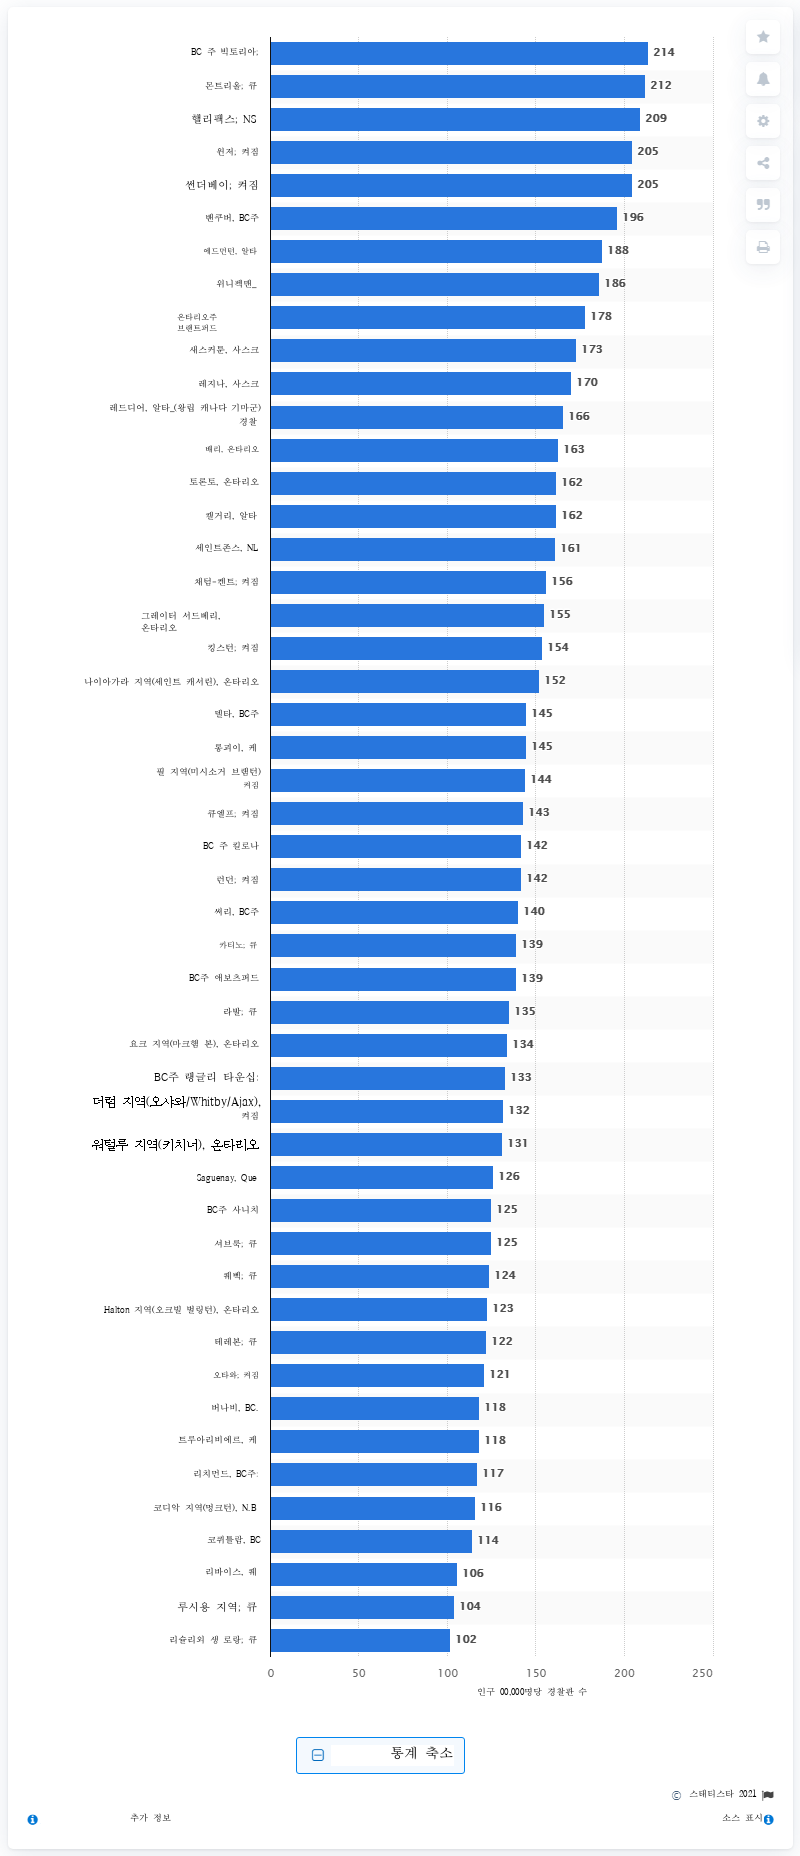 BC 주 빅토리아;
214
몬트리올; 큐
212
핼리팩스; NS
209
윈저; 켜짐
205
썬더베이; 켜짐
205
밴쿠버, BC주
196
에드먼턴, 알타
188
위니펙맨_
186
온타리오주
브랜트퍼드
178
새스커툰, 사스크
173
레지나, 사스크
170
레드디어, 알타_(왕립 캐나다 기마군)
경찰
166
배리, 온타리오
163
토론토, 온타리오
162
캘거리, 알타
162
세인트존스, NL
161
채텀-켄트; 켜짐
156
그레이터 서드베리,
온타리오
155
킹스턴; 켜짐
154
나이아가라 지역(세인트 캐서린), 온타리오
152
델타, BC주
145
롱괴이, 케
145
필 지역(미시소거 브램턴)
켜짐
144
큐엘프; 켜짐
143
BC 주 킬로나
142
런던; 켜짐
142
써리, BC주
140
카티노; 큐
139
BC주 애보츠퍼드
139
라발; 큐
135
요크 지역(마크햄 본), 온타리오
134
BC주 랭글리 타운십;
133
더럼 지역(오샤와/Whitby/Ajax),
켜짐
132
워털루 지역(키치너), 온타리오
131
Saguenay, Que
126
BC주 사니치
125
셔브룩; 큐
125
퀘벡; 큐
124
Halton 지역(오크빌 벌링턴), 온타리오
123
테레본; 큐
122
오타와; 켜짐
121
버나비, BC.
118
트루아리비에르, 케
118
리치먼드, BC주;
117
코디악 지역(멍크턴), N.B
116
코퀴틀람, BC
114
리바이스, 퀘
106
루시용 지역; 큐
104
리슐리외 생 로랑; 큐
102
0 50 100 150 200 250
인구 00,000명당 경찰관 수
통계 축소
© 스태티스타 2021
추가 정보
소스 표시